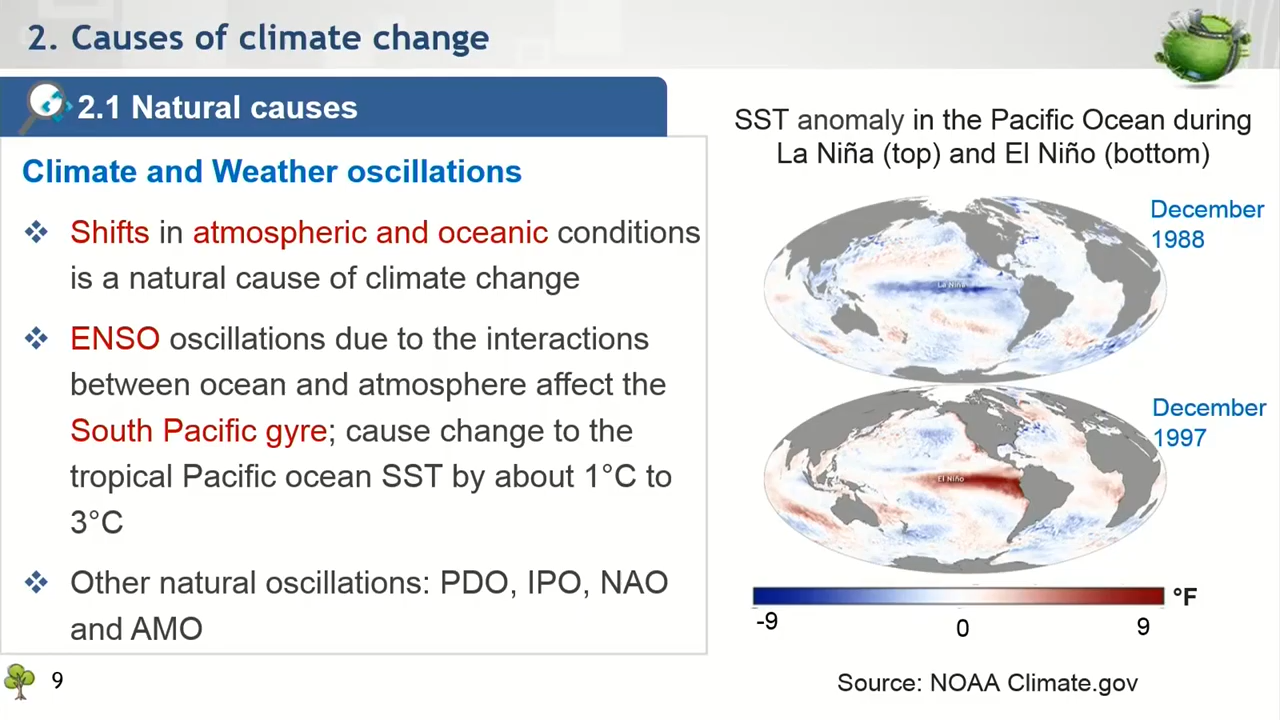 2. Causes of climate change
2.1 Natural causes
Climate and Weather oscillations
❖ Shifts in atmospheric and oceanic conditions
is a natural cause of climate change
❖ ENSO oscillations due to the interactions
between ocean and atmosphere affect the
South Pacific gyre; cause change to the
tropical Pacific ocean SST by about 1°C to
3°C
❖ Other natural oscillations: PDO, IPO, NAO
and AMO
SST anomaly in the Pacific Ocean during
La Niña (top) and El Niño (bottom)
December
1988
La Niña
December
1997
El Niño
°F
-9 0 9
Source: NOAA Climate.gov
9